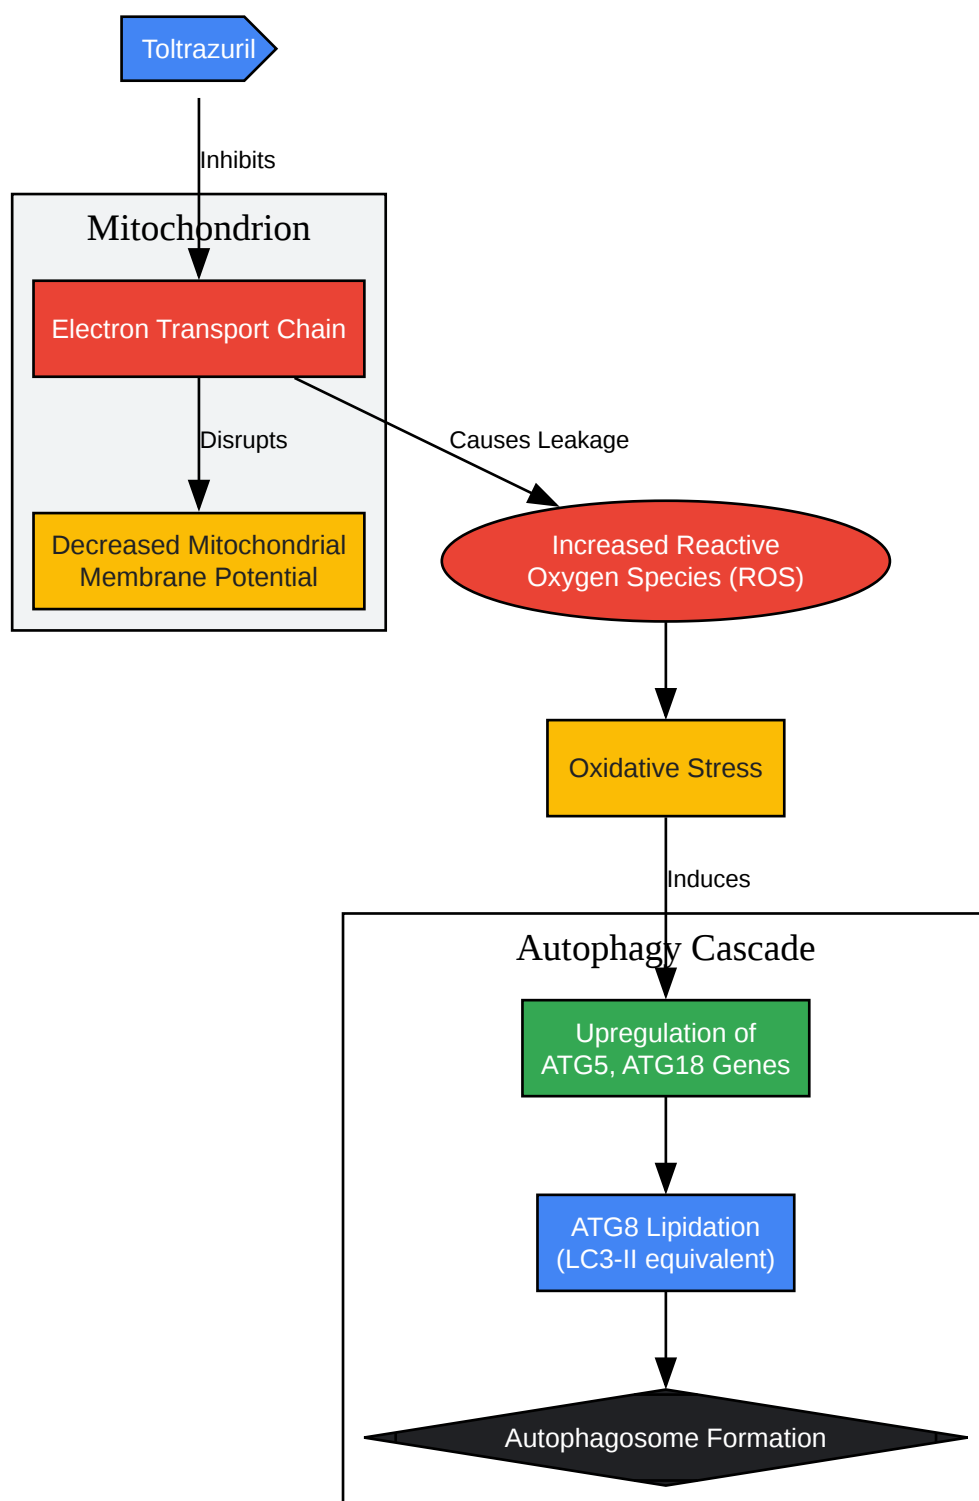 Toltrazuril
Inhibits
Mitochondrion
Electron Transport Chain
Disrupts
Causes Leakage
Decreased Mitochondrial
Membrane Potential
Increased Reactive
Oxygen Species (ROS)
Oxidative Stress
Induces
Autophagy Cascade
Upregulation of
ATG5, ATG18 Genes
ATG8 Lipidation
(LC3-II equivalent)
Autophagosome Formation